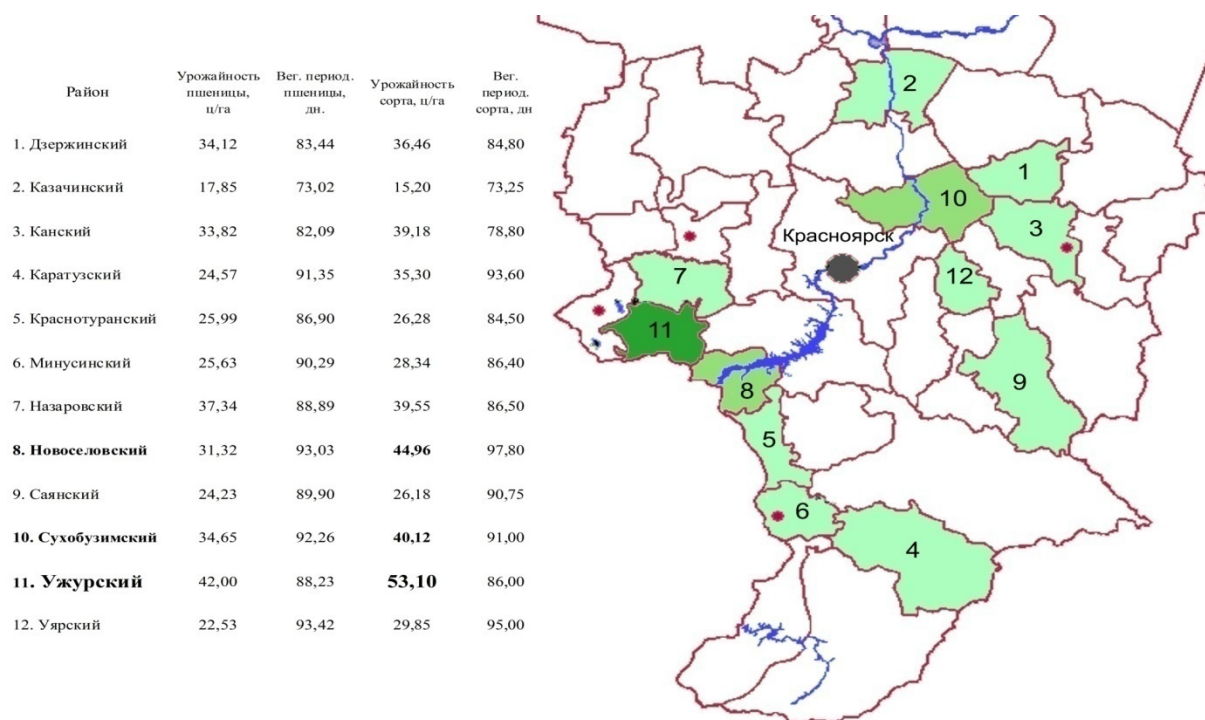 Район Урожайность пшеницы, ц/га Вег. период. пшеницы, дн. Урожайность сорта, ц/га Вег. период. сорта, дн
1. Дзержинский 34,12 83,44 36,46 84,80
2. Казачинский 17,85 73,02 15,20 73,25
3. Канский 33,82 82,09 39,18 78,80
4. Каратузский 24,57 91,35 35,30 93,60
5. Краснотуранский 25,99 86,90 26,28 84,50
6. Минусинский 25,63 90,29 28,34 86,40
7. Назаровский 37,34 88,89 39,55 86,50
8. Новоселовский 31,32 93,03 44,96 97,80
9. Саянский 24,23 89,90 26,18 90,75
10. Сухобузимский 34,65 92,26 40,12 91,00
11. Ужурский 42,00 88,23 53,10 86,00
12. Уярский 22,53 93,42 29,85 95,00
2
1
10
3
Красноярск
7
12
11
8
9
5
6
4